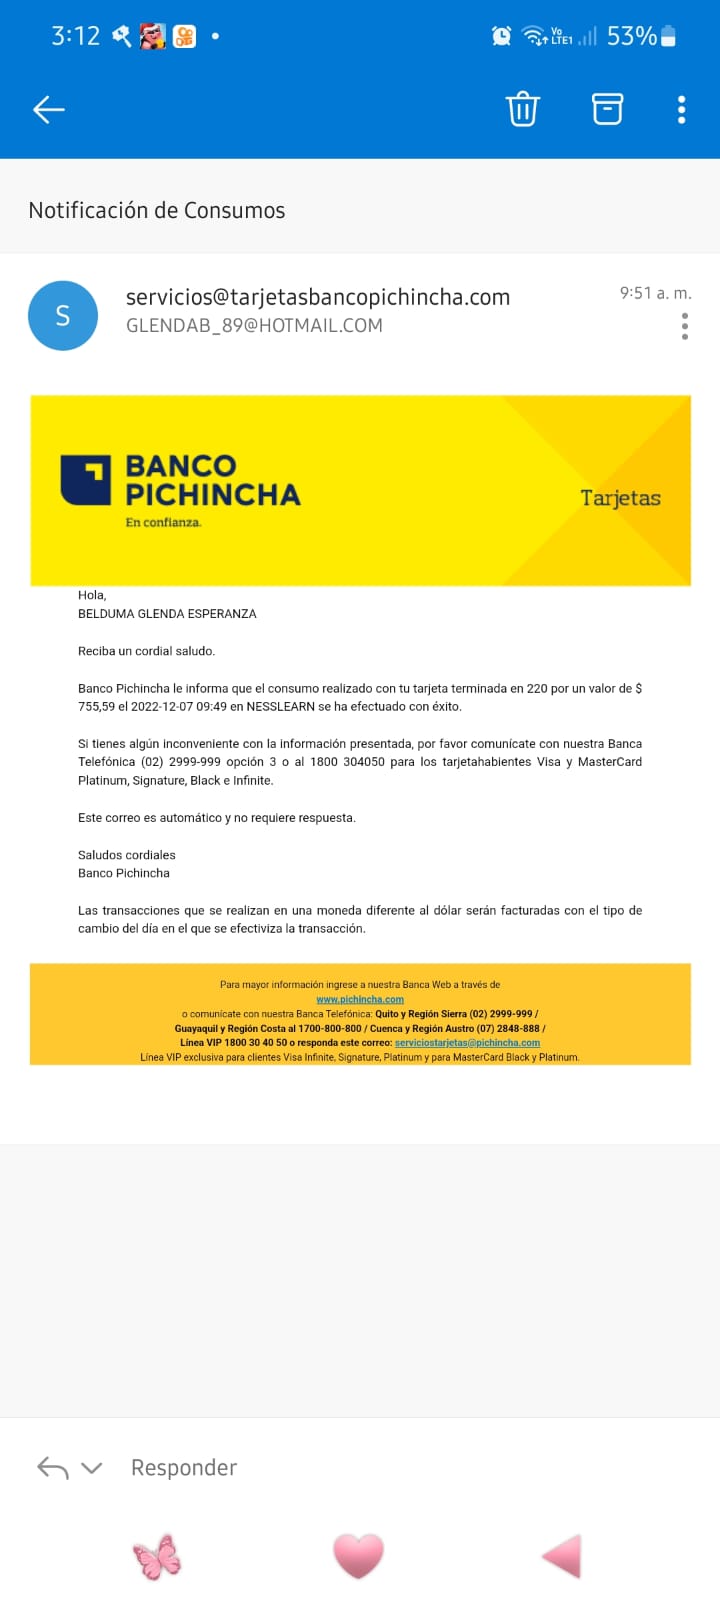 3:12
Vo
LTE1
53%
Notificación de Consumos
S
servicios@tarjetasbancopichincha.com
9:51 a. m.
GLENDAB_89@HOTMAIL.COM
BANCO
PICHINCHA
En confianza.
Tarjetas
Hola,
BELDUMA GLENDA ESPERANZA
Reciba un cordial saludo.
Banco Pichincha le informa que el consumo realizado con tu tarjeta terminada en 220 por un valor de $
755,59 el 2022-12-07 09:49 en NESSLEARN se ha efectuado con éxito.
Si tienes algún inconveniente con la información presentada, por favor comunícate con nuestra Banca
Telefónica (02) 2999-999 opción 3 o al 1800 304050 para los tarjetahabientes Visa y MasterCard
Platinum, Signature, Black e Infinite.
Este correo es automático y no requiere respuesta.
Saludos cordiales
Banco Pichincha
Las transacciones que se realizan en una moneda diferente al dólar serán facturadas con el tipo de
cambio del día en el que se efectiviza la transacción.
Para mayor información ingrese a nuestra Banca Web a través de
www.pichincha.com
o comunícate con nuestra Banca Telefónica: Quito y Región Sierra (02) 2999-999 /
Guayaquil y Región Costa al 1700-800-800 / Cuenca y Región Austro (07) 2848-888 /
Línea VIP 1800 30 40 50 o responda este correo: serviciostarjetas@pichincha.com
Línea VIP exclusiva para clientes Visa Infinite, Signature, Platinum y para MasterCard Black y Platinum.
Responder